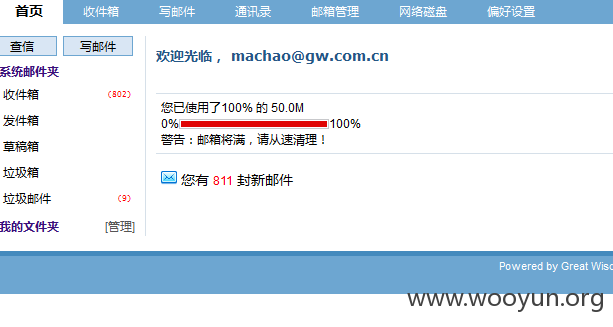 首页 收件箱 写邮件 通讯录 邮箱管理 网络磁盘 偏好设置
查信 写邮件
系统邮件夹
收件箱 (802)
发件箱
草稿箱
垃圾箱
垃圾邮件 (9)
我的文件夹 [管理]
欢迎光临， machao@gw.com.cn
您已使用了100% 的 50.0M
0% 100%
警告：邮箱将满，请从速清理！
您有 811 封新邮件
Powered by Great Wisd
www.wooyun.org